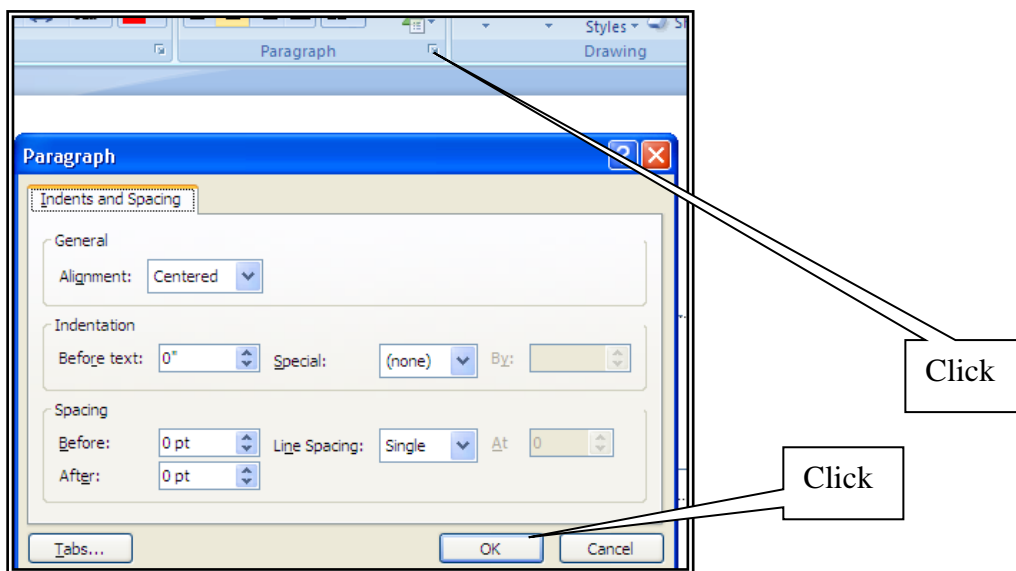 Styles
Paragraph
Drawing
Paragraph
Indents and Spacing
General
Alignment: Centered
Indentation
Before text: 0" Special: (none) By:
Click
Spacing
Before: 0 pt Line Spacing: Single At 0
After: 0 pt
Click
Tabs... OK Cancel